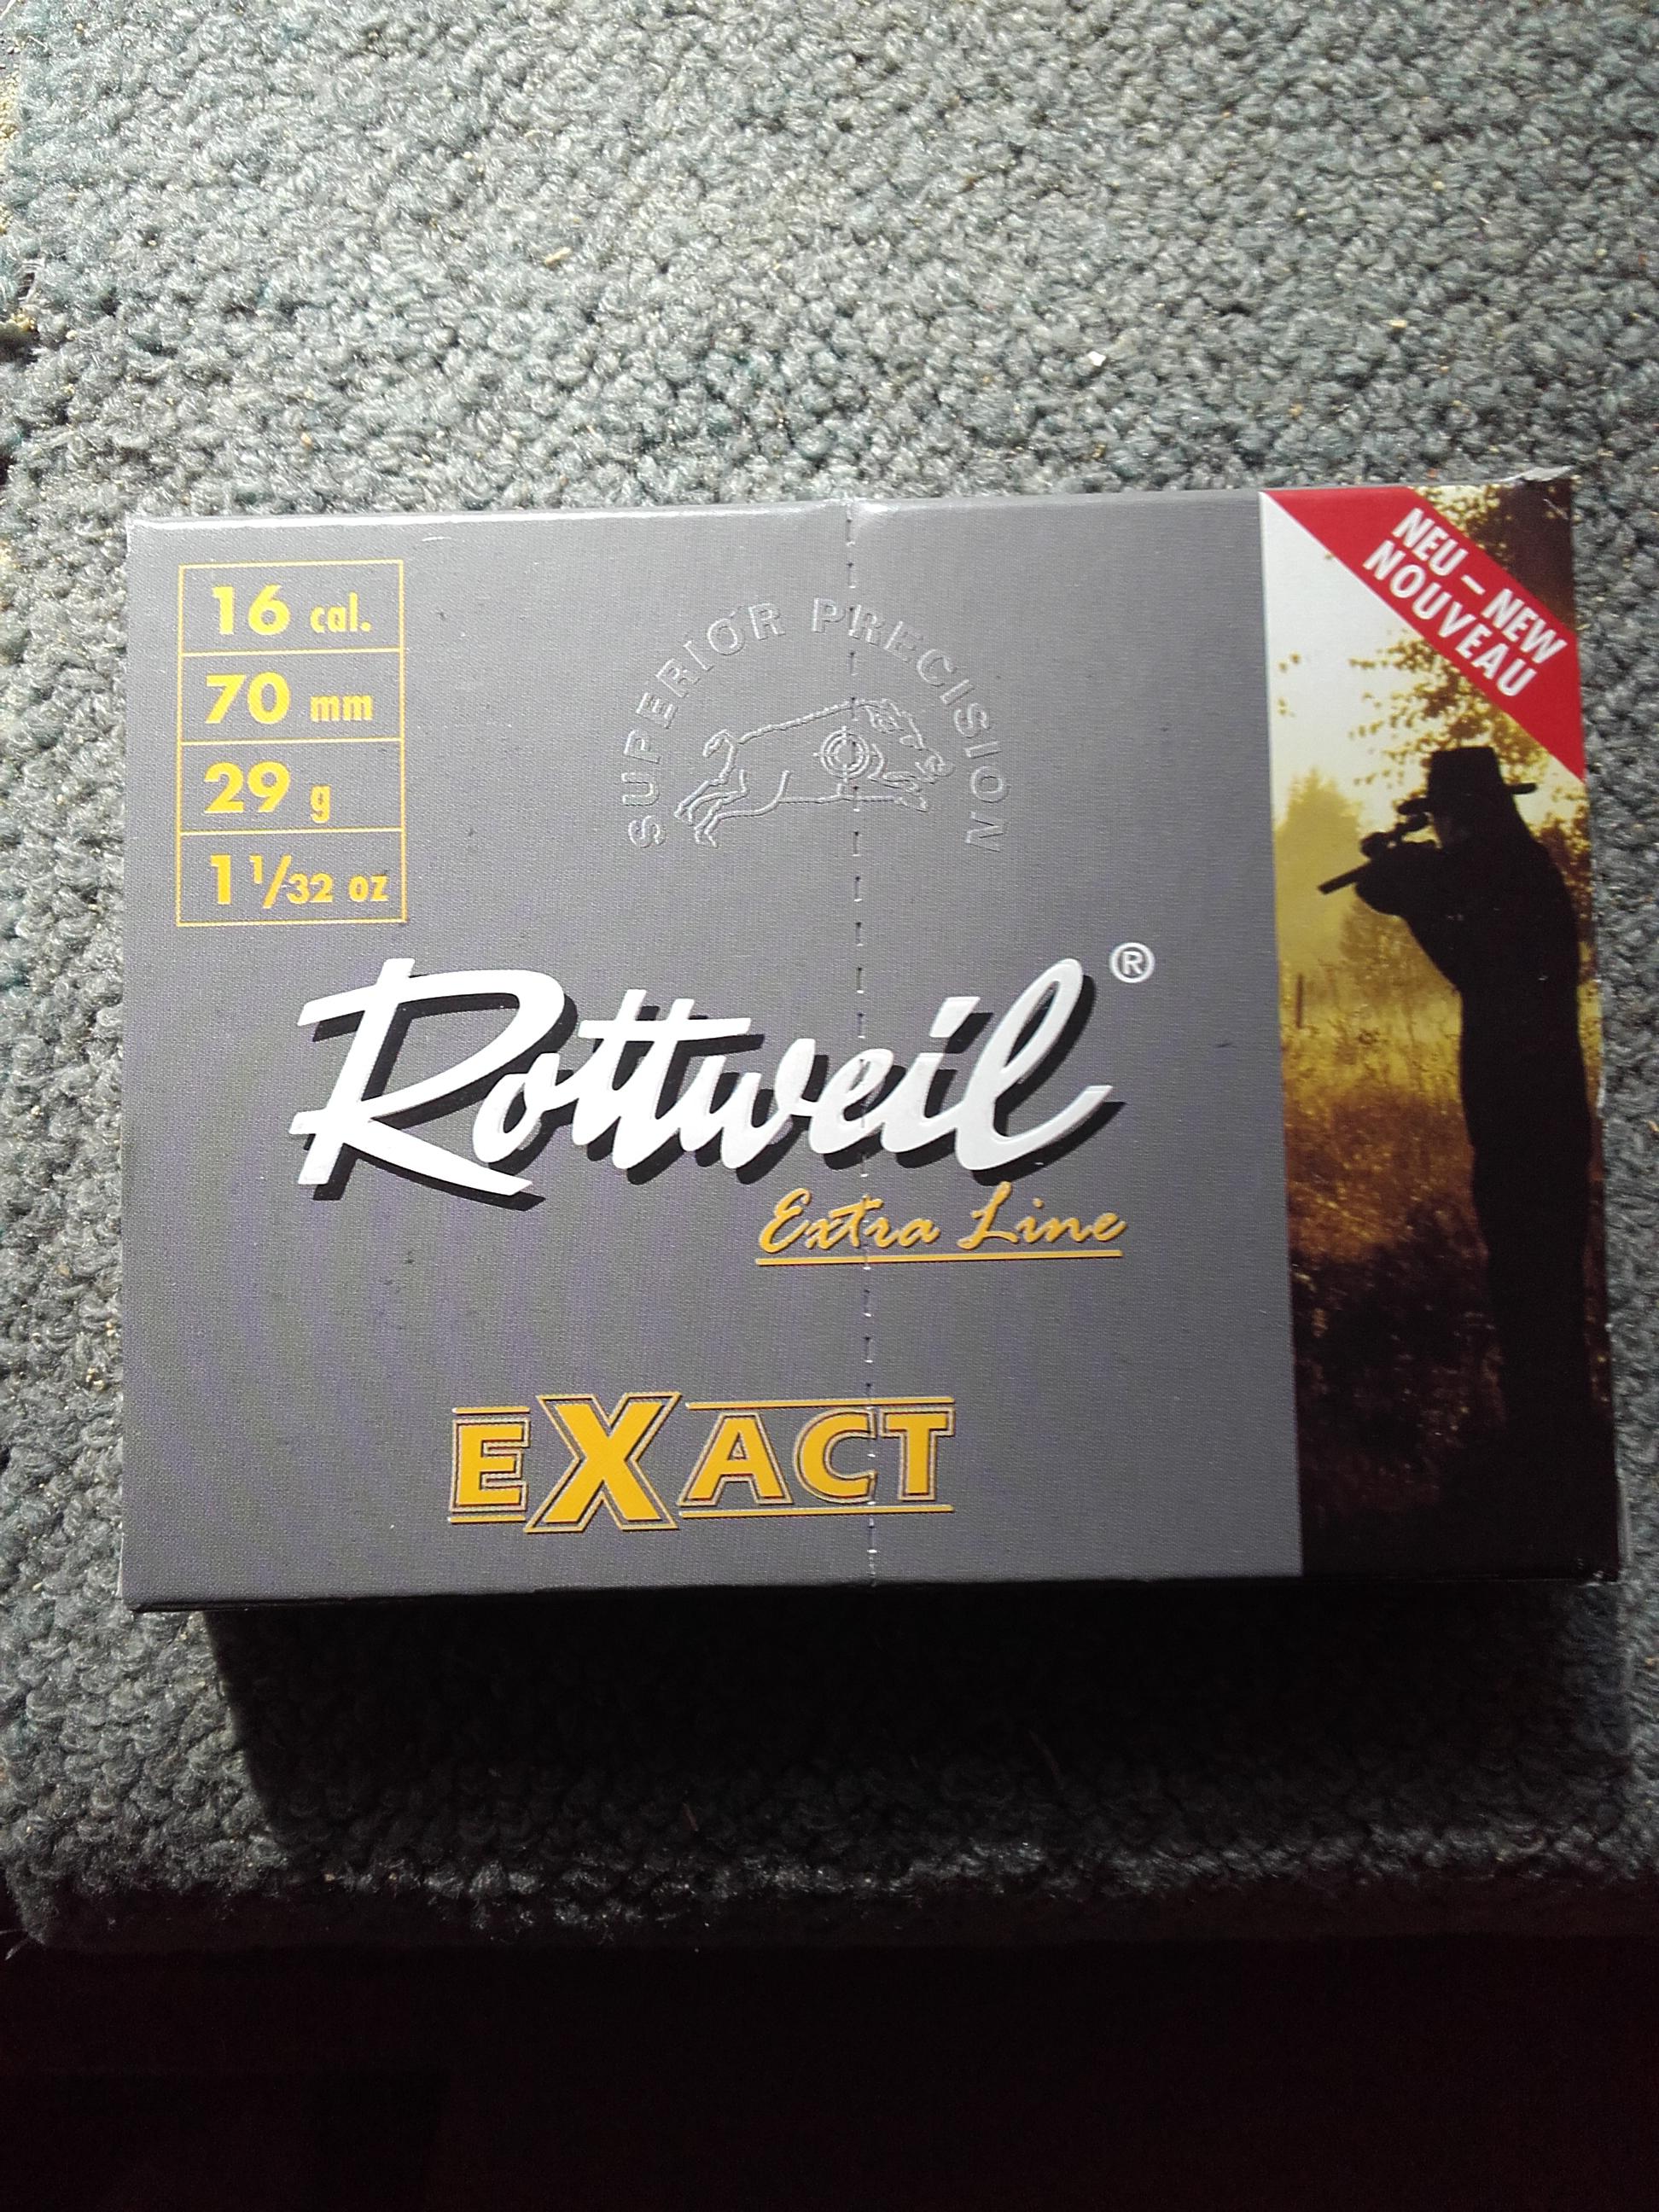 16 cal.
70 mm
29 g
1 1/32 oz
SUPERIOR PRECISION
NEU – NEW
NOUVEAU
Rottweil®
Extra Line
EXACT